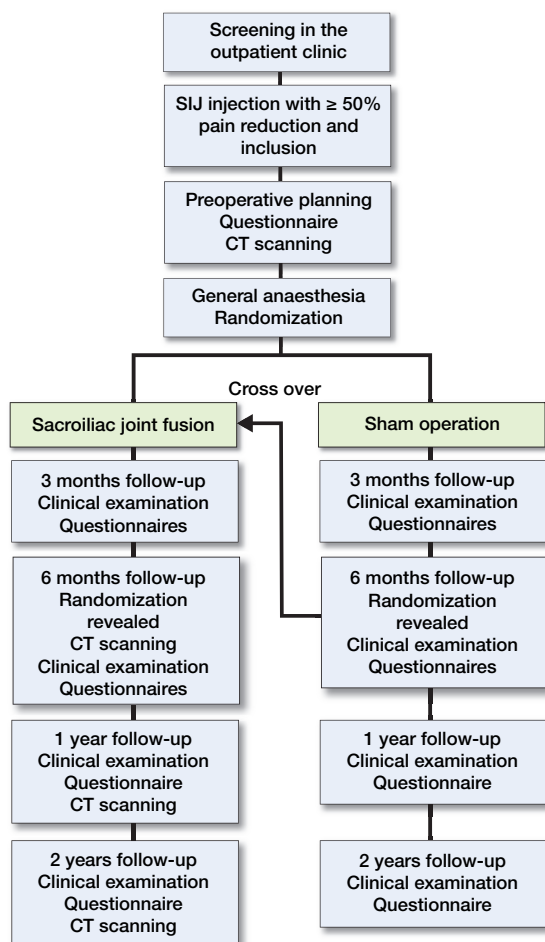 Screening in the
outpatient clinic
SIJ injection with ≥ 50%
pain reduction and
inclusion
Preoperative planning
Questionnaire
CT scanning
General anaesthesia
Randomization
Cross over
Sacroiliac joint fusion
3 months follow-up
Clinical examination
Questionnaires
6 months follow-up
Randomization
revealed
CT scanning
Clinical examination
Questionnaires
1 year follow-up
Clinical examination
Questionnaire
CT scanning
2 years follow-up
Clinical examination
Questionnaire
CT scanning
Sham operation
3 months follow-up
Clinical examination
Questionnaires
6 months follow-up
Randomization
revealed
Clinical examination
Questionnaires
1 year follow-up
Clinical examination
Questionnaire
2 years follow-up
Clinical examination
Questionnaire